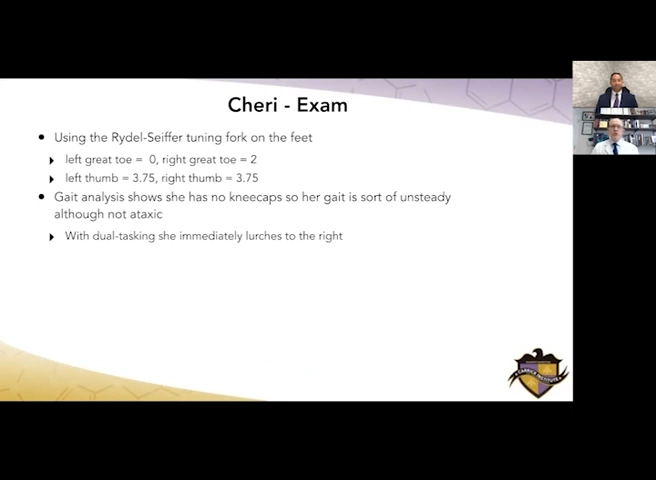 Cheri - Exam
Using the Rydel-Seiffer tuning fork on the feet
left great toe = 0, right great toe = 2
left thumb = 3.75, right thumb = 3.75
Gait analysis shows she has no kneecaps so her gait is sort of unsteady
although not ataxic
With dual-tasking she immediately lurches to the right
CARRICK INSTITUTE